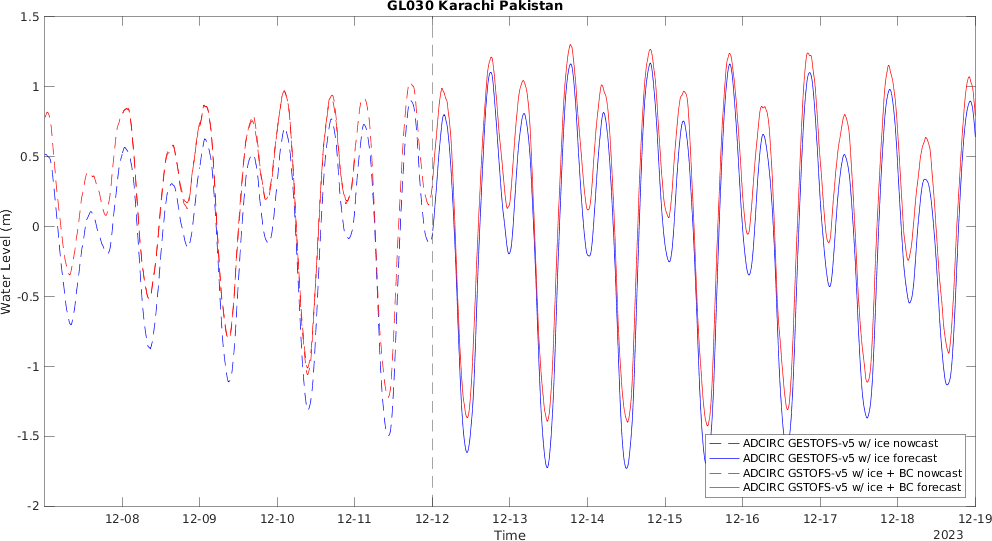 GL030 Karachi Pakistan
1.5
1
0.5
0
-0.5
-1
-1.5
-2
Water Level (m)
ADCIRC GESTOFS-v5 w/ ice nowcast
ADCIRC GESTOFS-v5 w/ ice forecast
ADCIRC GSTOFS-v5 w/ ice + BC nowcast
ADCIRC GSTOFS-v5 w/ ice + BC forecast
12-08 12-09 12-10 12-11 12-12 12-13 12-14 12-15 12-16 12-17 12-18 12-19
Time
2023